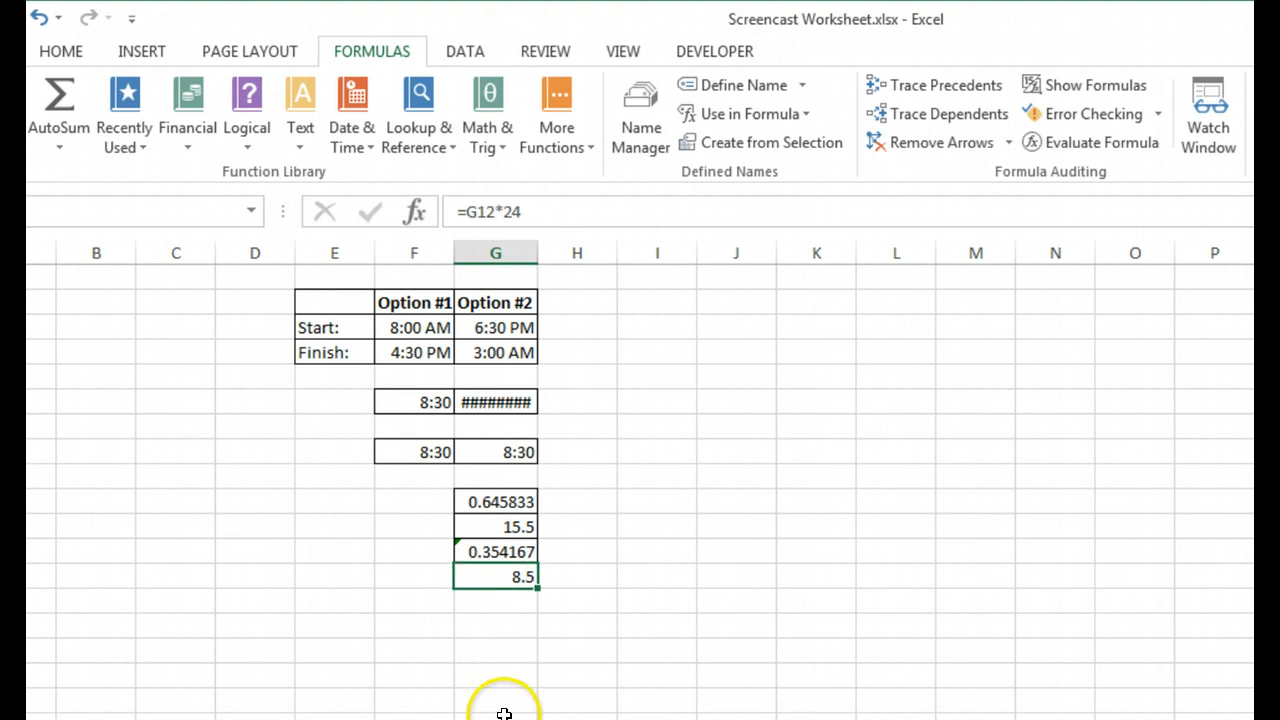 Screencast Worksheet.xlsx - Excel
HOME INSERT PAGE LAYOUT FORMULAS DATA REVIEW VIEW DEVELOPER
AutoSum
Recently Used
Financial
Logical
Text
Date & Time
Lookup & Reference
Math & Trig
More Functions
Function Library
Name Manager
Define Name
Use in Formula
Create from Selection
Defined Names
Trace Precedents
Trace Dependents
Remove Arrows
Show Formulas
Error Checking
Evaluate Formula
Formula Auditing
Watch Window
fx =G12*24
B C D E F G H I J K L M N O P
Option #1 Option #2
Start: 8:00 AM 6:30 PM
Finish: 4:30 PM 3:00 AM
8:30 ########
8:30 8:30
0.645833
15.5
0.354167
8.5